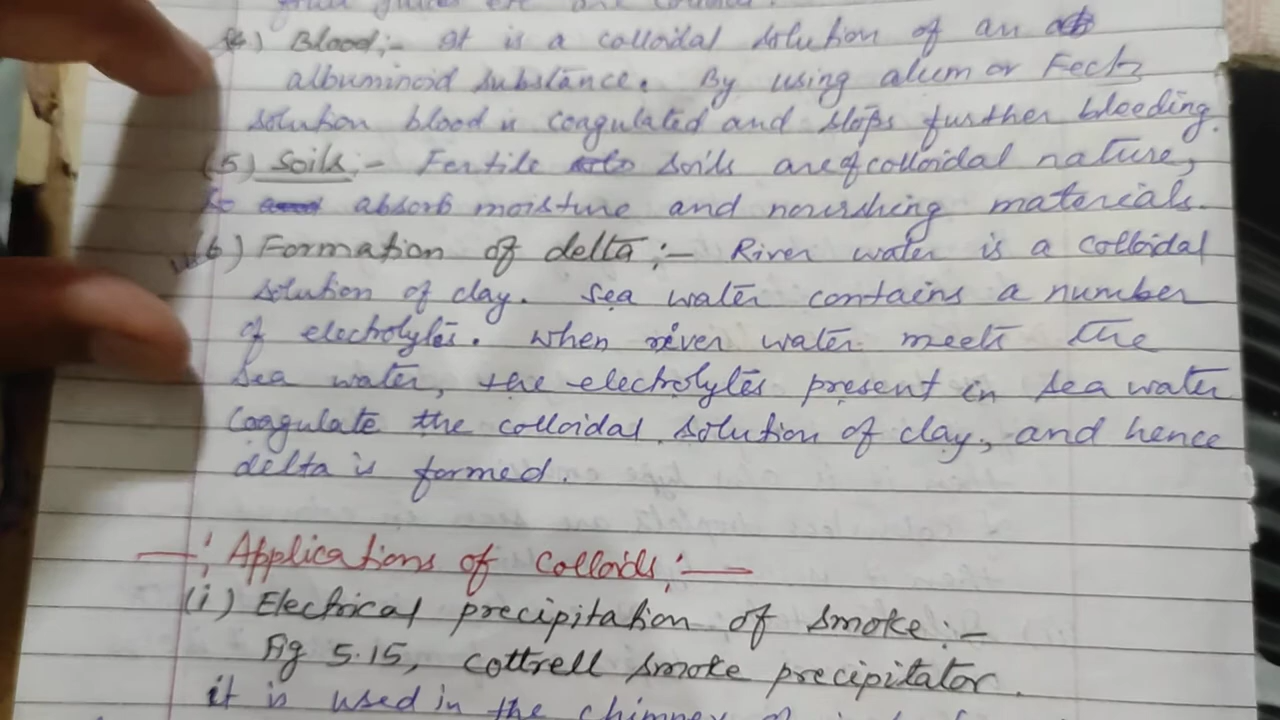 (4) Blood:- It is a colloidal solution of an
albuminoid substance. By using alum or FeCl3
solution blood is coagulated and stops further bleeding.
(5) Soils:- Fertile soils are of colloidal nature,
absorb moisture and nourshing materials.
(6) Formation of delta:- River water is a colloidal
solution of clay. Sea water contains a number
of electrolytes. When river water meets the
sea water, the electrolytes present in sea water
coagulate the colloidal solution of clay, and hence
delta is formed.
—: Applications of Colloids:—
(i) Electrical precipitation of smoke:-
Fig 5.15, cottrell smoke precipitator.
it is used in the chimney of